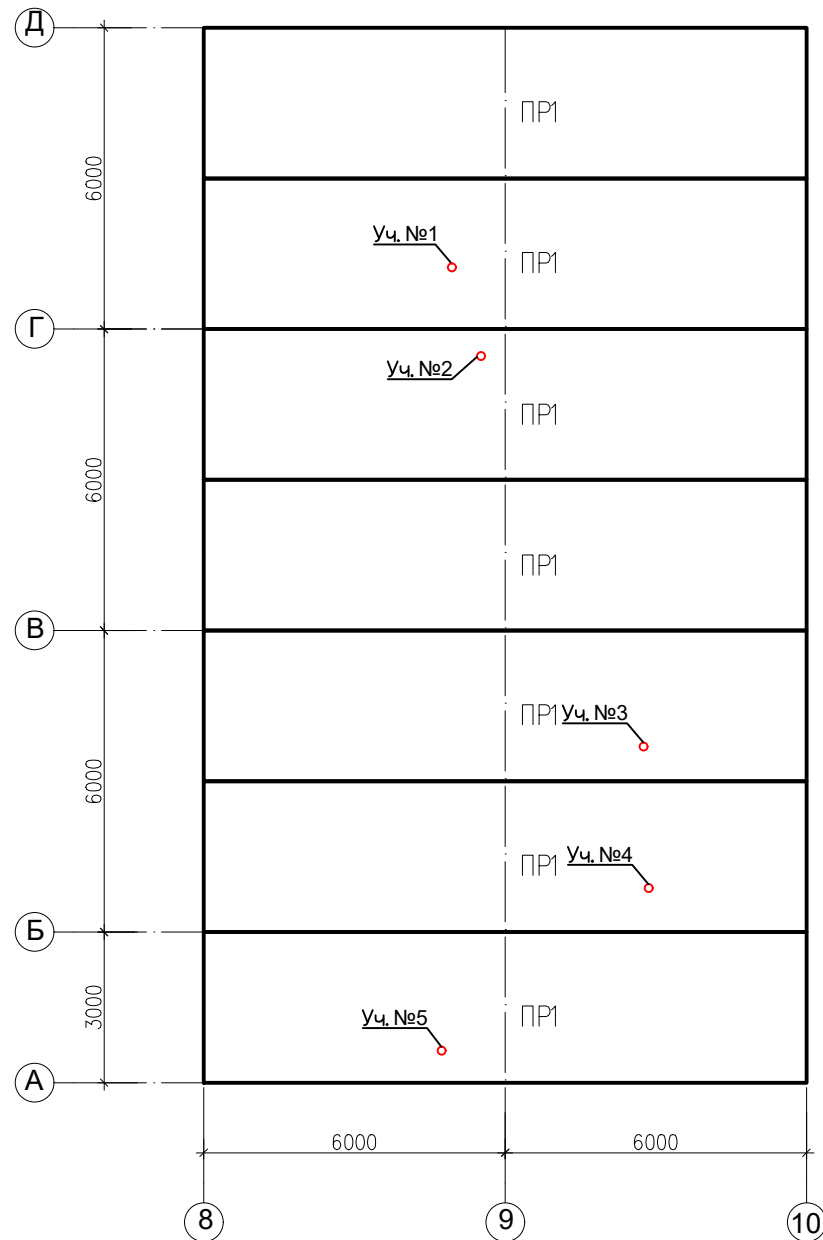 Д
ПР1
6000
Уч. №1
ПР1
Г
Уч. №2
ПР1
6000
ПР1
В
ПР1
Уч. №3
6000
Уч. №4
ПР1
Б
3000
Уч. №5
ПР1
А
6000
6000
8
9
10